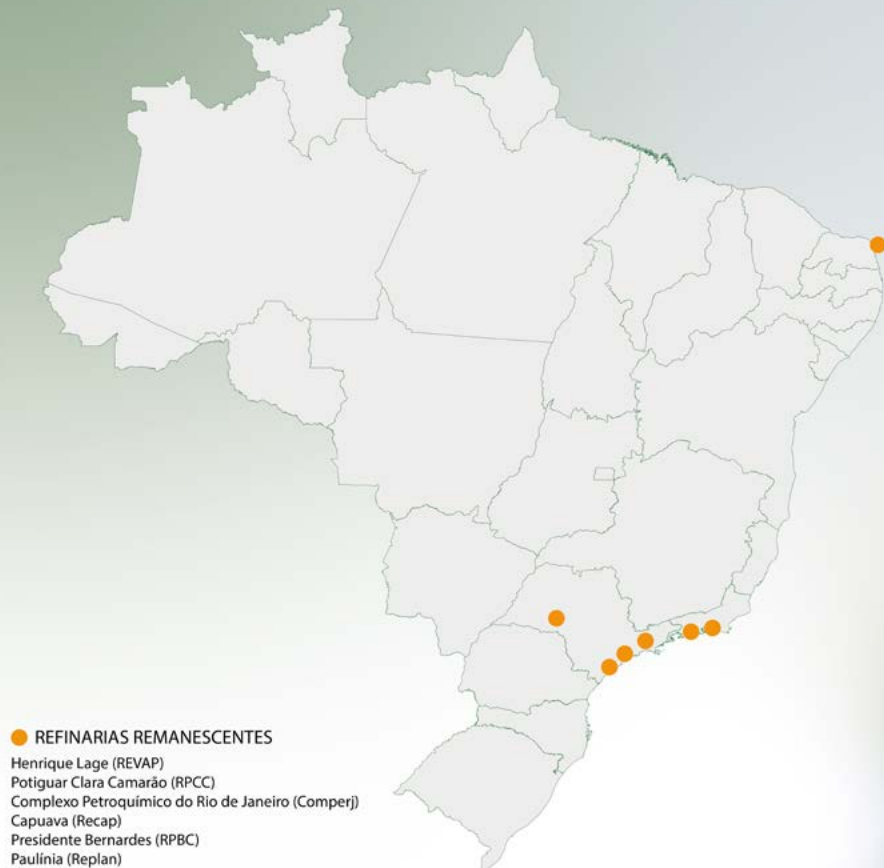 REFINARIAS REMANESCENTES
Henrique Lage (REVAP)
Potiguar Clara Camarão (RPCC)
Complexo Petroquímico do Rio de Janeiro (Comperj)
Capuava (Recap)
Presidente Bernardes (RPBC)
Paulínia (Replan)